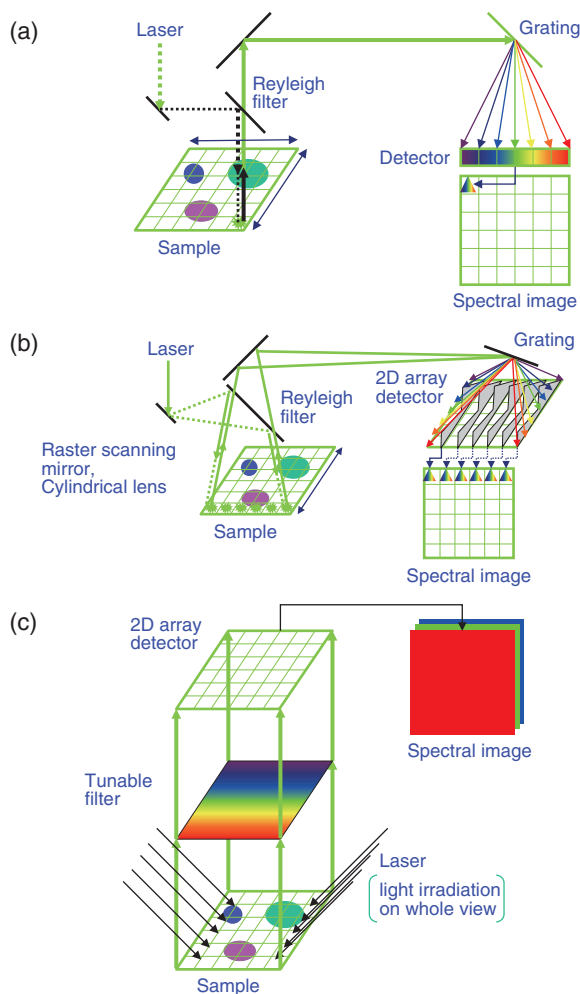 (a)
Laser
Grating
Reyleigh
filter
Detector
Sample
Spectral image
(b)
Laser
Grating
2D array
detector
Reyleigh
filter
Raster scanning
mirror,
Cylindrical lens
Sample
Spectral image
(c)
2D array
detector
Spectral image
Tunable
filter
Laser
light irradiation
on whole view
Sample